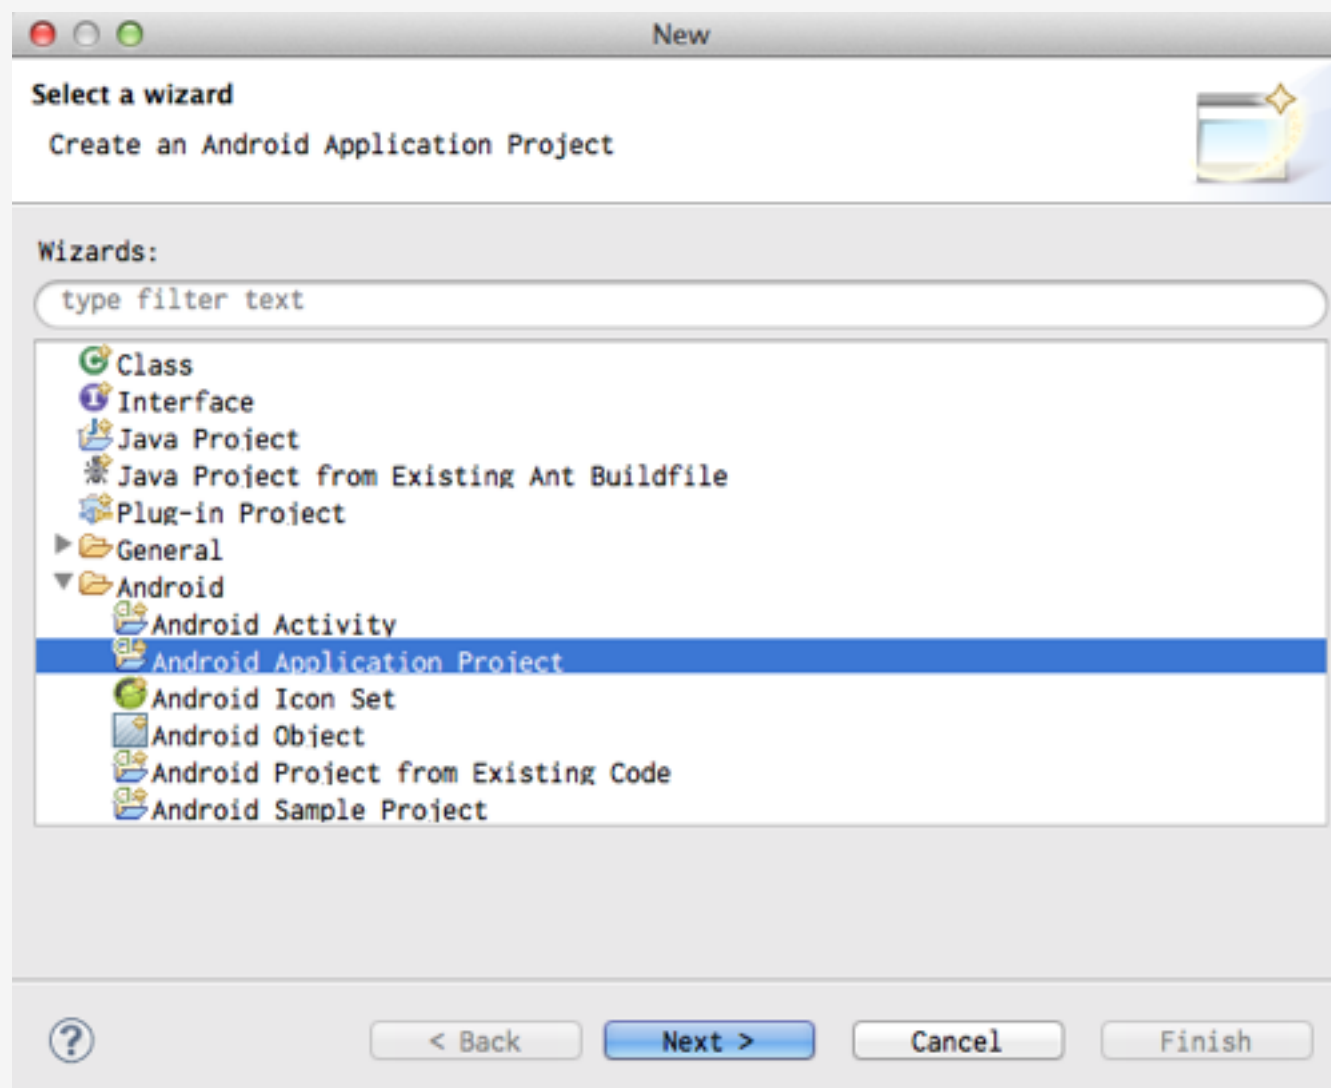 New
Select a wizard
Create an Android Application Project
Wizards:
type filter text
Class
Interface
Java Project
Java Project from Existing Ant Buildfile
Plug-in Project
General
Android
Android Activity
Android Application Project
Android Icon Set
Android Object
Android Project from Existing Code
Android Sample Project
? < Back Next > Cancel Finish